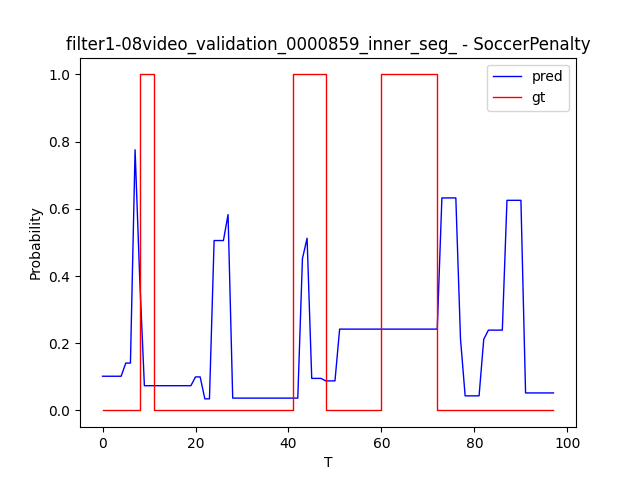 filter1-08video_validation_0000859_inner_seg_ - SoccerPenalty
pred
gt
1.0
0.8
0.6
0.4
0.2
0.0
Probability
0
20
40
60
80
100
T